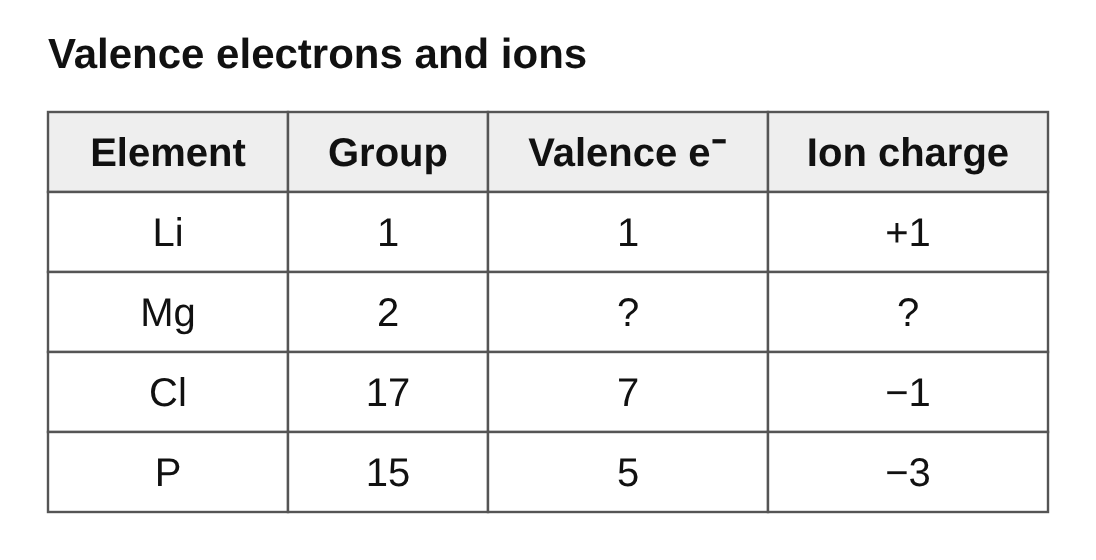 Valence electrons and ions
Element Group Valence e⁻ Ion charge
Li 1 1 +1
Mg 2 ? ?
Cl 17 7 −1
P 15 5 −3